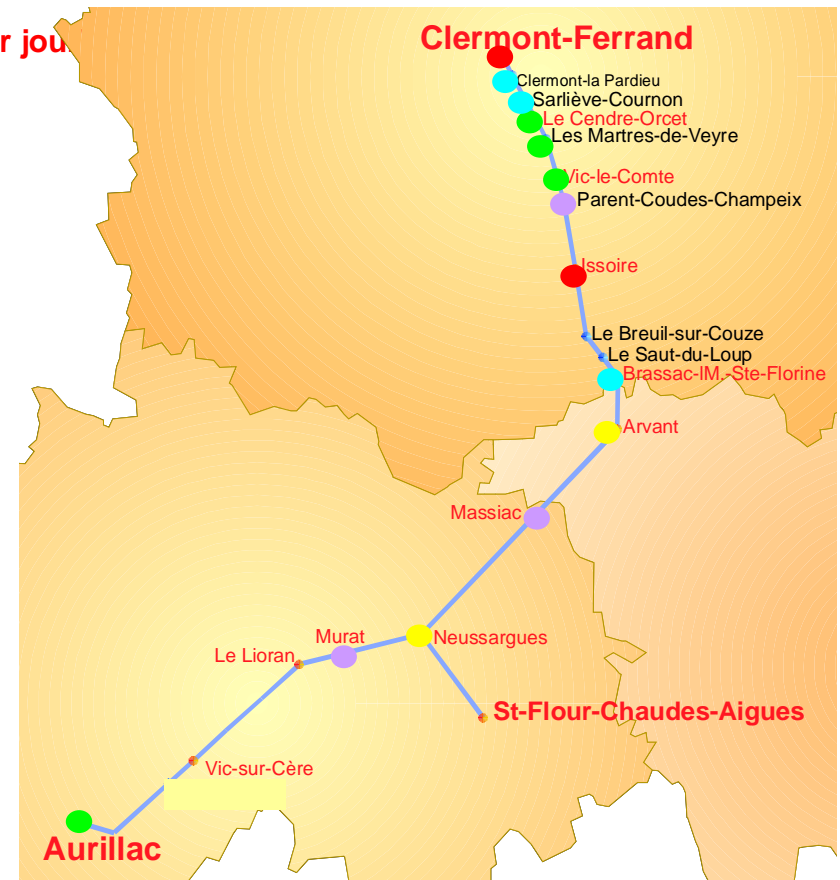 r jou
Clermont-Ferrand
Clermont-la Pardieu
Sarliève-Cournon
Le Cendre-Orcet
Les Martres-de-Veyre
Vic-le-Comte
Parent-Coudes-Champeix
Issoire
Le Breuil-sur-Couze
Le Saut-du-Loup
Brassac-lM.-Ste-Florine
Arvant
Massiac
Neussargues
Murat
Le Lioran
St-Flour-Chaudes-Aigues
Vic-sur-Cère
Aurillac